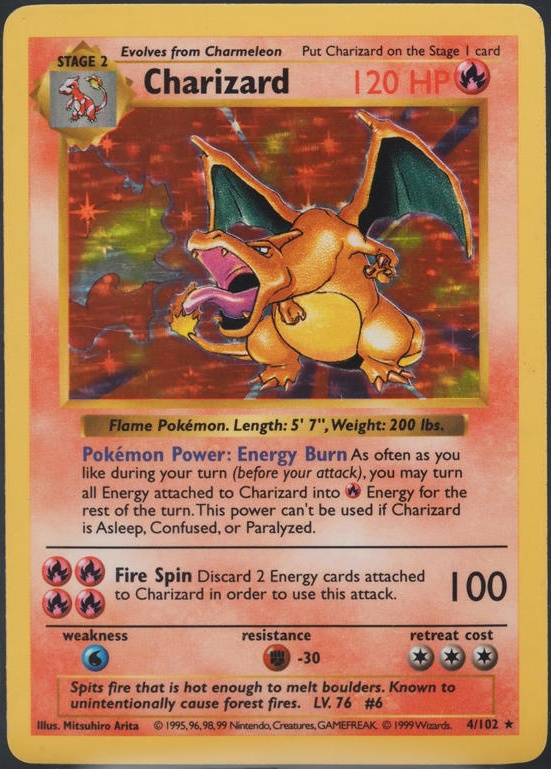 Evolves from Charmeleon Put Charizard on the Stage 1 card
STAGE 2
Charizard 120 HP
Flame Pokémon. Length: 5' 7", Weight: 200 lbs.
Pokémon Power: Energy Burn As often as you
like during your turn (before your attack), you may turn
all Energy attached to Charizard into Energy for the
rest of the turn. This power can't be used if Charizard
is Asleep, Confused, or Paralyzed.
Fire Spin Discard 2 Energy cards attached
to Charizard in order to use this attack.
100
weakness resistance retreat cost
-30
Spits fire that is hot enough to melt boulders. Known to
unintentionally cause forest fires. LV. 76 #6
Illus. Mitsuhiro Arita © 1995, 96, 98, 99 Nintendo, Creatures, GAMEFREAK. © 1999 Wizards. 4/102 ★